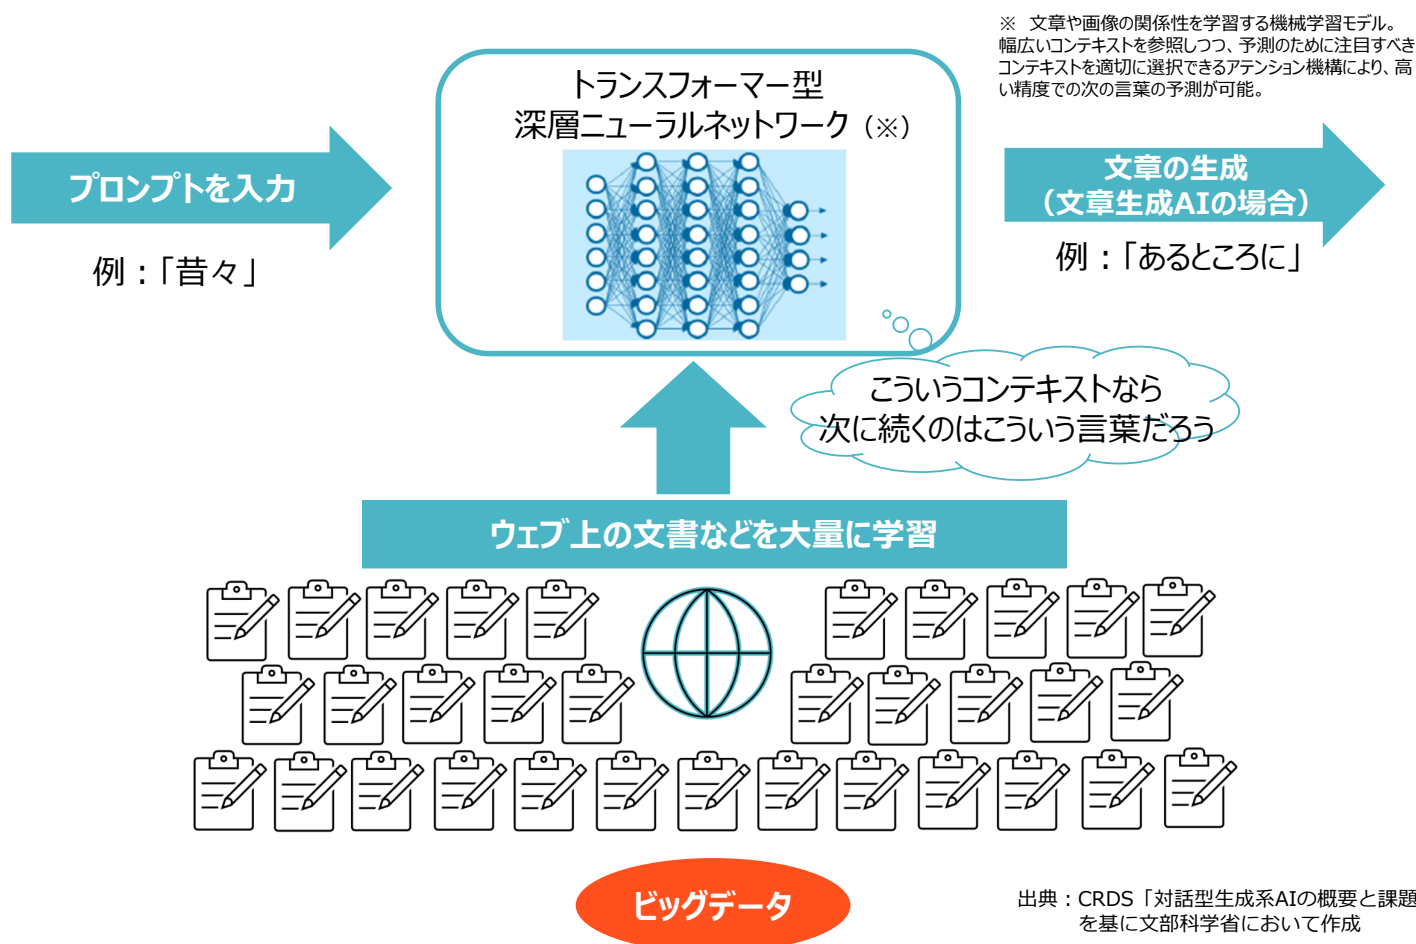 ※ 文章や画像の関係性を学習する機械学習モデル。
幅広いコンテキストを参照しつつ、予測のために注目すべき
コンテキストを適切に選択できるアテンション機構により、高
い精度での次の言葉の予測が可能。
トランスフォーマー型
深層ニューラルネットワーク（※）
プロンプトを入力
例：「昔々」
文章の生成
（文章生成AIの場合）
例：「あるところに」
こういうコンテキストなら
次に続くのはこういう言葉だろう
ウェブ上の文書などを大量に学習
ビッグデータ
出典：CRDS「対話型生成系AIの概要と課題
を基に文部科学省において作成